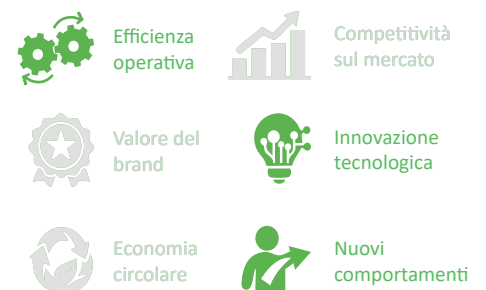 Efficienza
operativa
Competitività
sul mercato
Valore del
brand
Innovazione
tecnologica
Economia
circolare
Nuovi
comportamenti